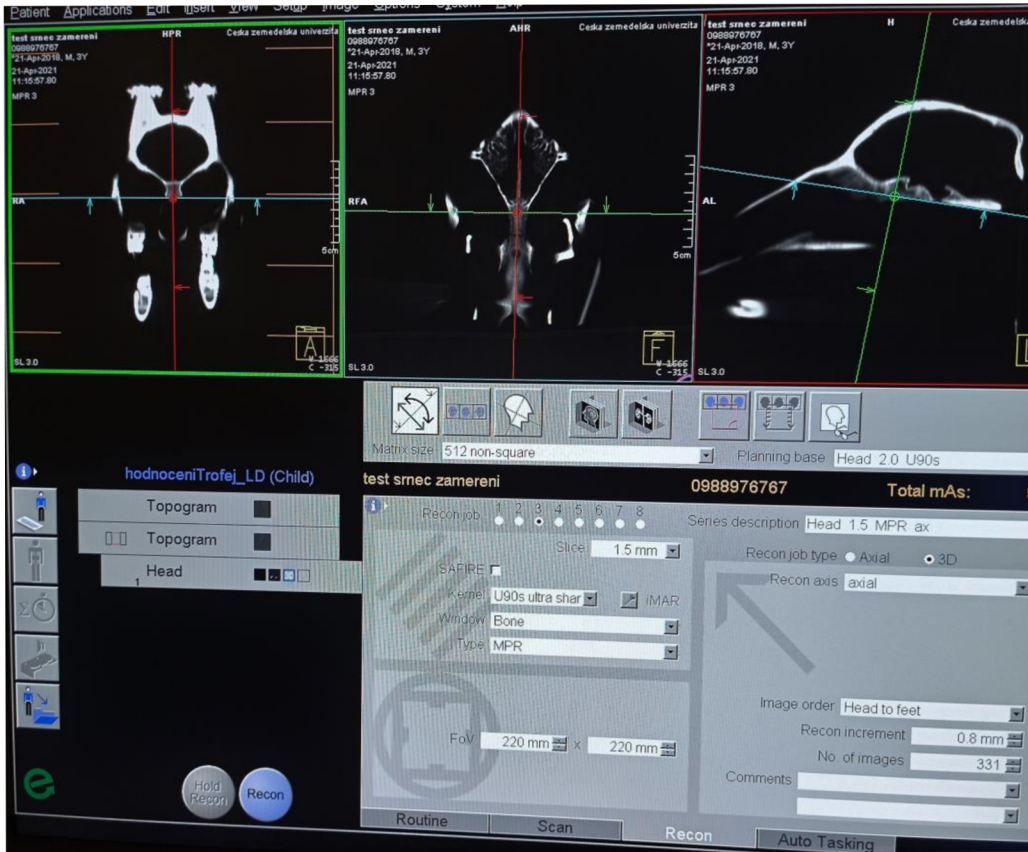 Patient Applications Edit Insert View Setup Image Options System Help
test srnec zamereni
HPR
Ceska zemedelska univerzita
0988976767
*21-Apr-2018, M, 3Y
21-Apr-2021
11:15:57.80
MPR 3
RA
5cm
A
SL 3.0
W 1666
C -315
test srnec zamereni
AHR
Ceska zemedelska univerzita
0988976767
*21-Apr-2018, M, 3Y
21-Apr-2021
11:15:57.80
MPR 3
RFA
5cm
F
SL 3.0
W 1666
C -315
test srnec zamereni
H
Ceska zemedelska
0988976767
*21-Apr-2018, M, 3Y
21-Apr-2021
11:15:57.80
MPR 3
AL
SL 3.0
Matrix size 512 non-square
Planning base Head 2.0 U90s
hodnoceniTrofej_LD (Child)
Topogram
Topogram
1 Head
Hold Recon
Recon
test srnec zamereni
0988976767
Total mAs:
Recon job 1 2 3 4 5 6 7 8
Series description Head 1.5 MPR ax
Slice 1.5 mm
Recon job type Axial 3D
SAFIRE
Recon axis axial
Kernel U90s ultra shar
iMAR
Window Bone
Type MPR
Image order Head to feet
FoV 220 mm x 220 mm
Recon increment 0.8 mm
No. of images 331
Comments
Routine
Scan
Recon
Auto Tasking